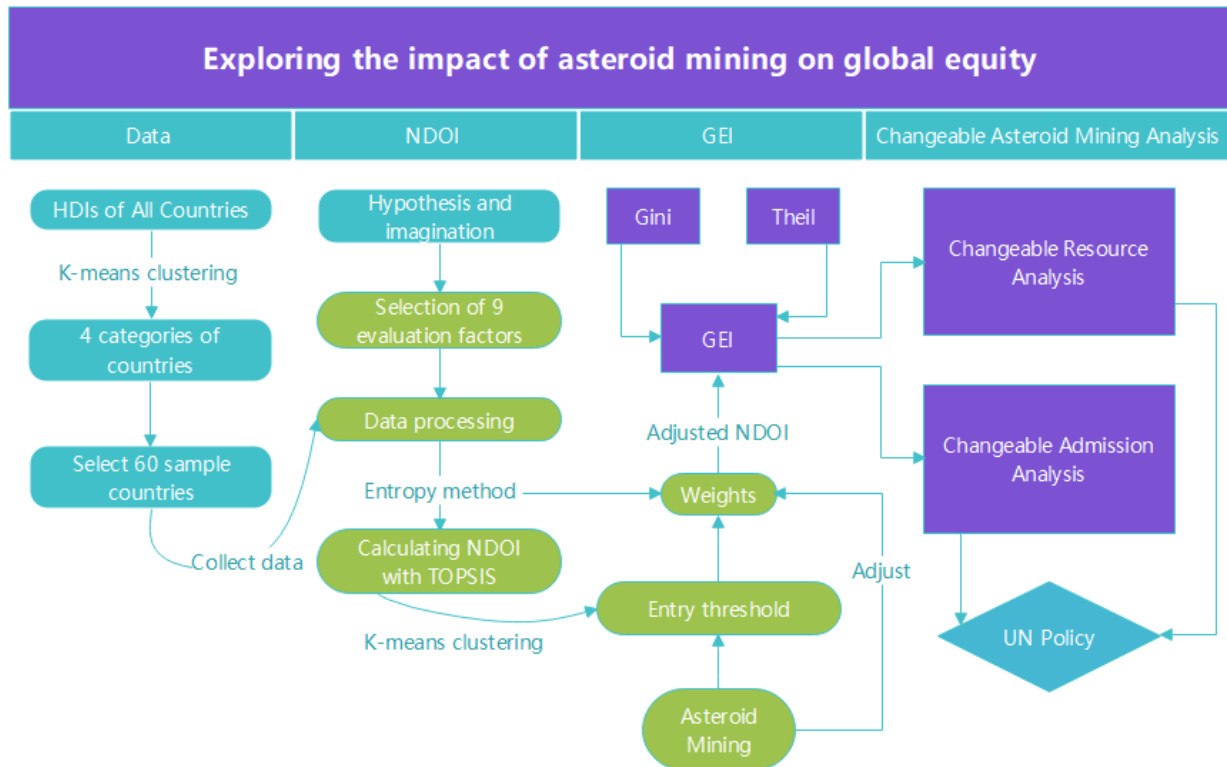 Exploring the impact of asteroid mining on global equity
Data
NDOI
GEI
Changeable Asteroid Mining Analysis
HDIs of All Countries
K-means clustering
4 categories of
countries
Select 60 sample
countries
Collect data
Hypothesis and
imagination
Selection of 9
evaluation factors
Data processing
Entropy method
Calculating NDOI
with TOPSIS
K-means clustering
Gini
Theil
GEI
Adjusted NDOI
Weights
Adjust
Entry threshold
Asteroid
Mining
Changeable Resource
Analysis
Changeable Admission
Analysis
UN Policy